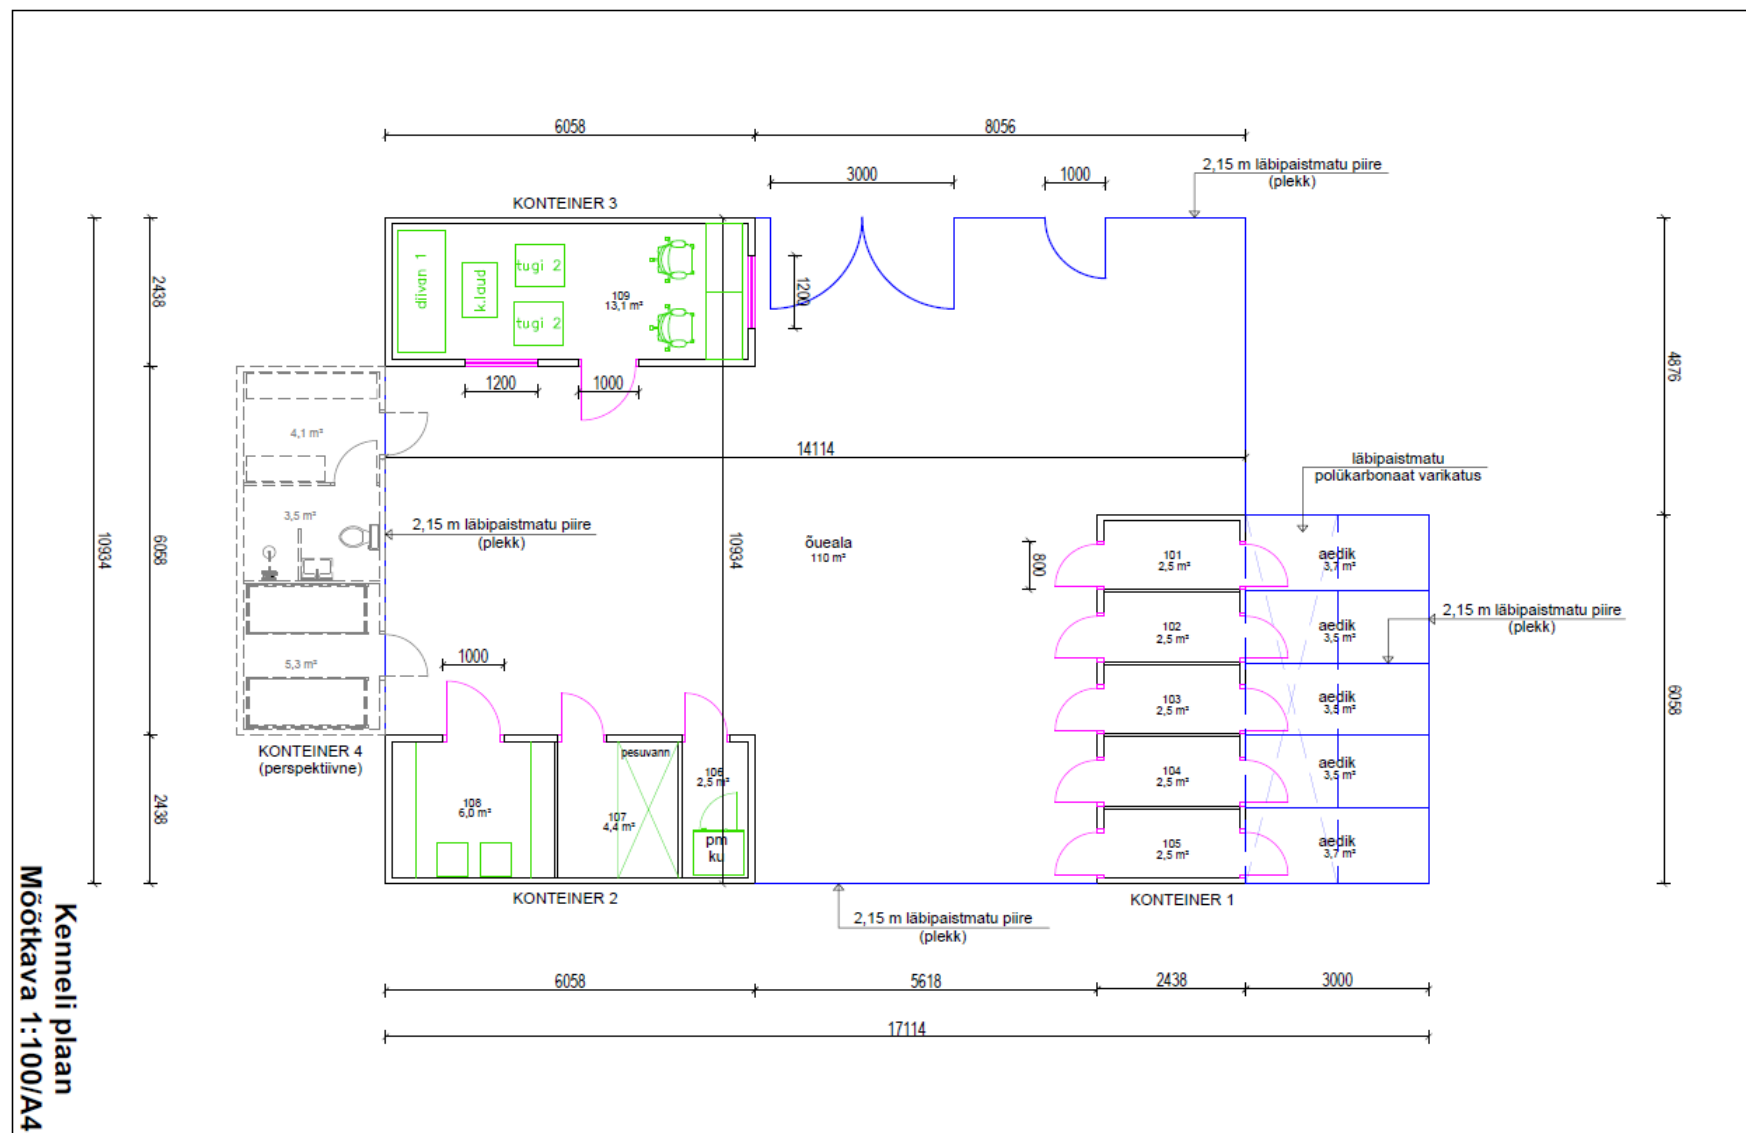 6058
8056
3000
1000
2,15 m läbipaistmatu piire
(plekk)
KONTEINER 3
diivan 1
Klaud
tugi 2
tugi 2
109
13,1 m²
1200
1200
1000
2438
10934
6058
2438
4876
6058
14114
10934
4,1 m²
3,5 m²
5,3 m²
2,15 m läbipaistmatu piire
(plekk)
õueala
110 m²
800
läbipaistmatu
polükarbonaat varikatus
101
2,5 m²
aedik
3,7 m²
102
2,5 m²
aedik
3,5 m²
2,15 m läbipaistmatu piire
(plekk)
103
2,5 m²
aedik
3,5 m²
104
2,5 m²
aedik
3,5 m²
105
2,5 m²
aedik
3,7 m²
1000
KONTEINER 4
(perspektiivne)
pesuvann
106
2,5 m²
108
6,0 m²
107
4,4 m²
pm
ku
KONTEINER 2
KONTEINER 1
2,15 m läbipaistmatu piire
(plekk)
6058
5618
2438
3000
17114
Kenneli plaan
Mõõtkava 1:100/A4